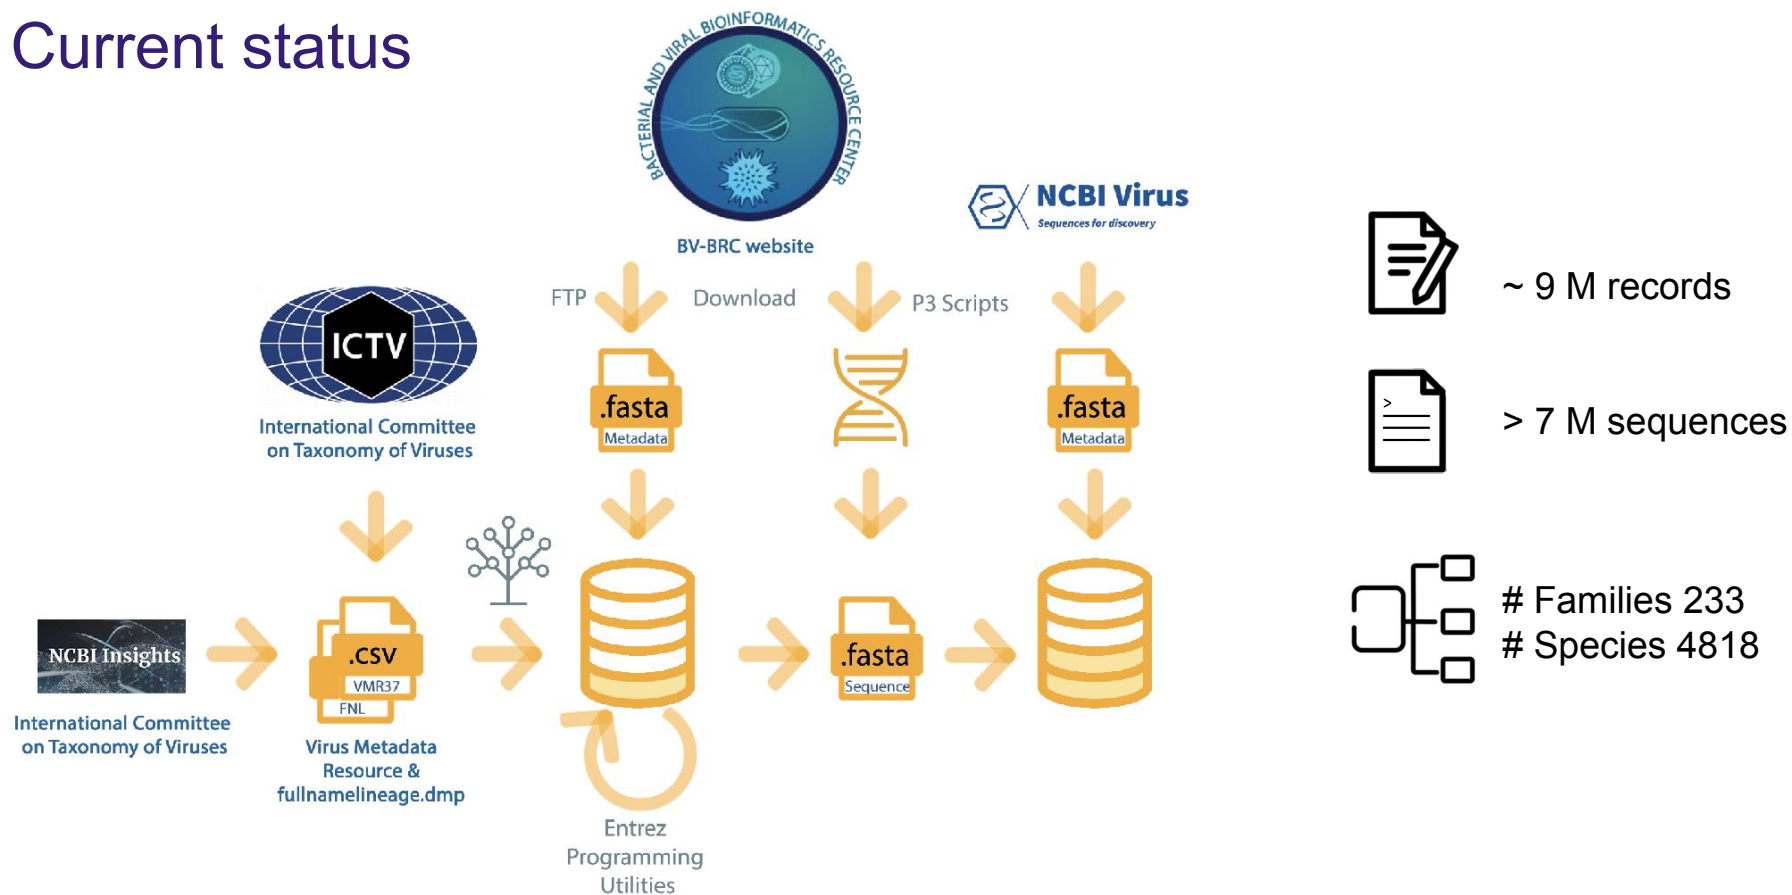 Current status
BACTERIAL AND VIRAL BIOINFORMATICS RESOURCE CENTER
BV-BRC website
NCBI Virus
Sequences for discovery
FTP
Download
P3 Scripts
ICTV
International Committee
on Taxonomy of Viruses
.fasta
Metadata
.fasta
Metadata
NCBI Insights
International Committee
on Taxonomy of Viruses
.csv
VMR37
FNL
Virus Metadata
Resource &
fullnamelineage.dmp
.fasta
Sequence
Entrez
Programming
Utilities
~ 9 M records
>
> 7 M sequences
# Families 233
# Species 4818